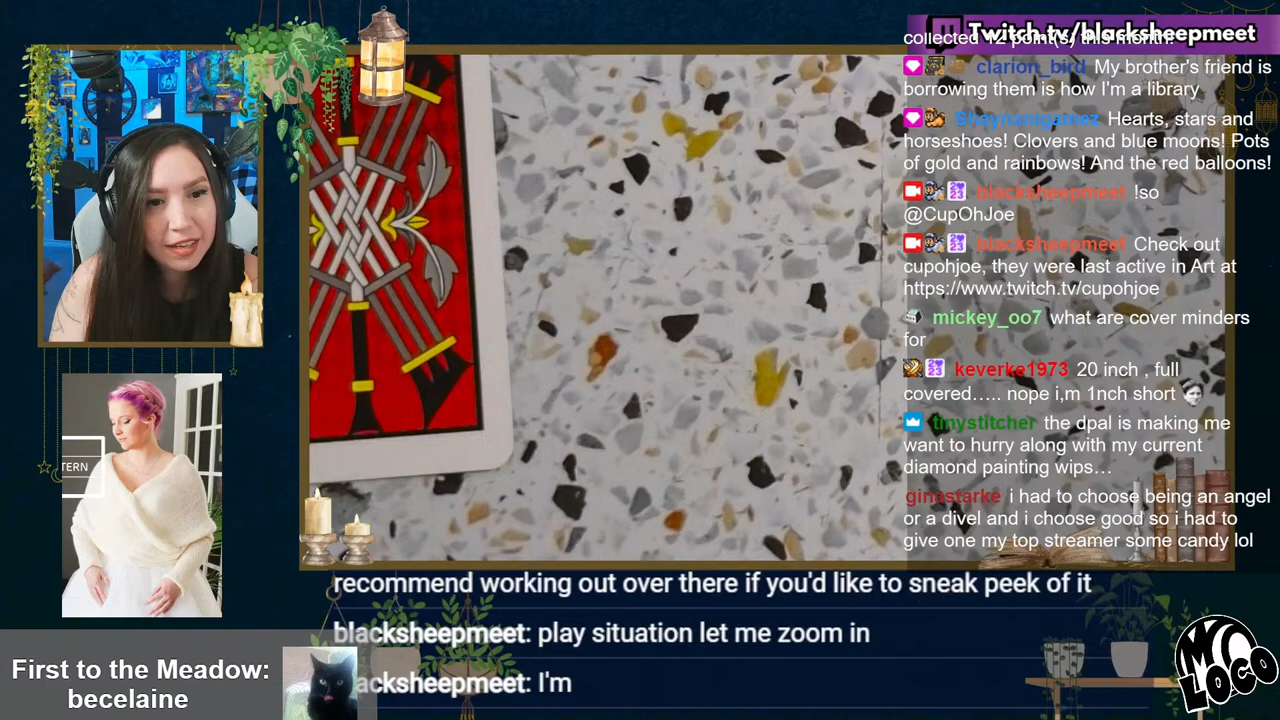 Twitch.tv/blacksheepmeet
collected 12 point(s) this month!
clarion_bird My brother's friend is
borrowing them is how I'm a library
Shaynanigamez Hearts, stars and
horseshoes! Clovers and blue moons! Pots
of gold and rainbows! And the red balloons!
blacksheepmeet !so
@CupOhJoe
blacksheepmeet Check out
cupohjoe, they were last active in Art at
https://www.twitch.tv/cupohjoe
mickey_oo7 what are cover minders
for
keverke1973 20 inch , full
covered….. nope i,m 1nch short
tinystitcher the dpal is making me
want to hurry along with my current
diamond painting wips…
ginastarke i had to choose being an angel
or a divel and i choose good so i had to
give one my top streamer some candy lol
TERN
recommend working out over there if you'd like to sneak peek of it
blacksheepmeet: play situation let me zoom in
acksheepmeet: I'm
First to the Meadow:
becelaine
MC
LOCO